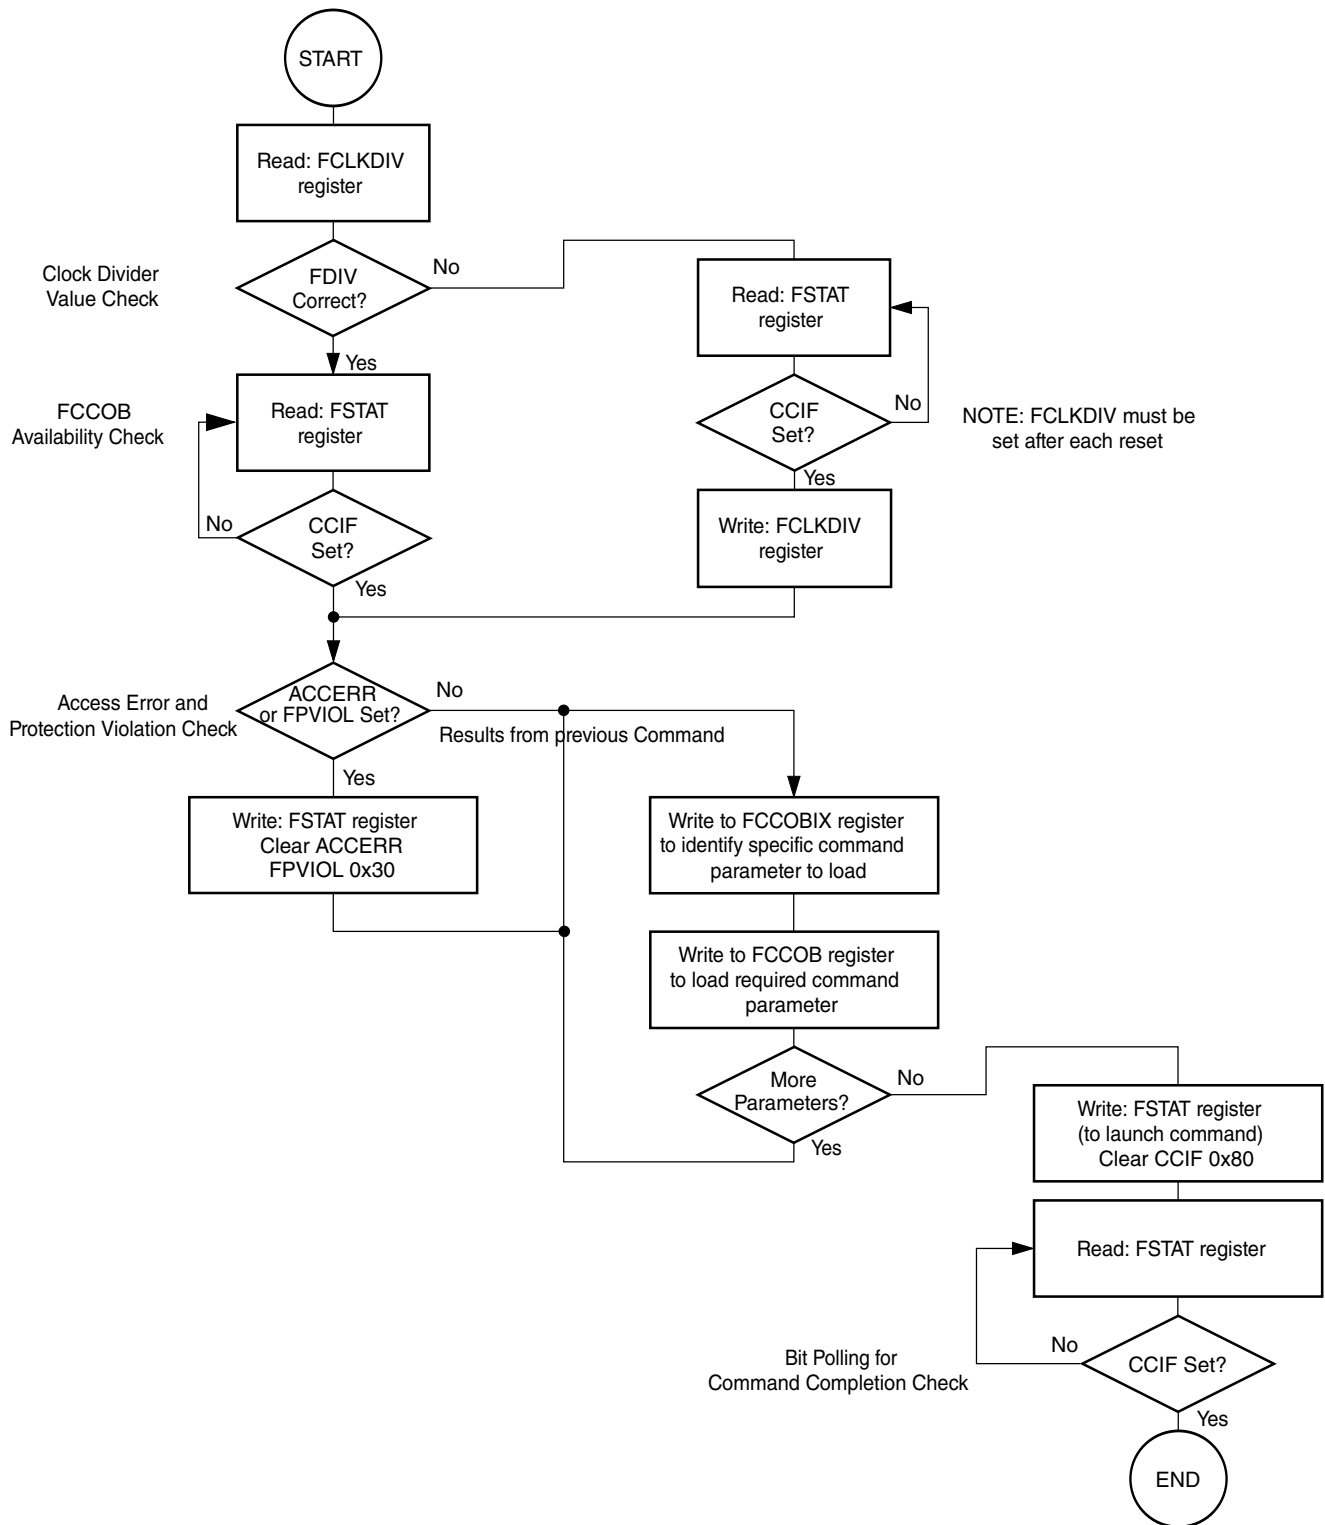 START
Read: FCLKDIV
register
Clock Divider
Value Check
FDIV
Correct?
No
Yes
Read: FSTAT
register
CCIF
Set?
No
Yes
NOTE: FCLKDIV must be
set after each reset
Write: FCLKDIV
register
FCCOB
Availability Check
Read: FSTAT
register
CCIF
Set?
No
Yes
Access Error and
Protection Violation Check
ACCERR
or FPVIOL Set?
No
Results from previous Command
Yes
Write: FSTAT register
Clear ACCERR
FPVIOL 0x30
Write to FCCOBIX register
to identify specific command
parameter to load
Write to FCCOB register
to load required command
parameter
More
Parameters?
No
Yes
Write: FSTAT register
(to launch command)
Clear CCIF 0x80
Read: FSTAT register
Bit Polling for
Command Completion Check
No
CCIF Set?
Yes
END